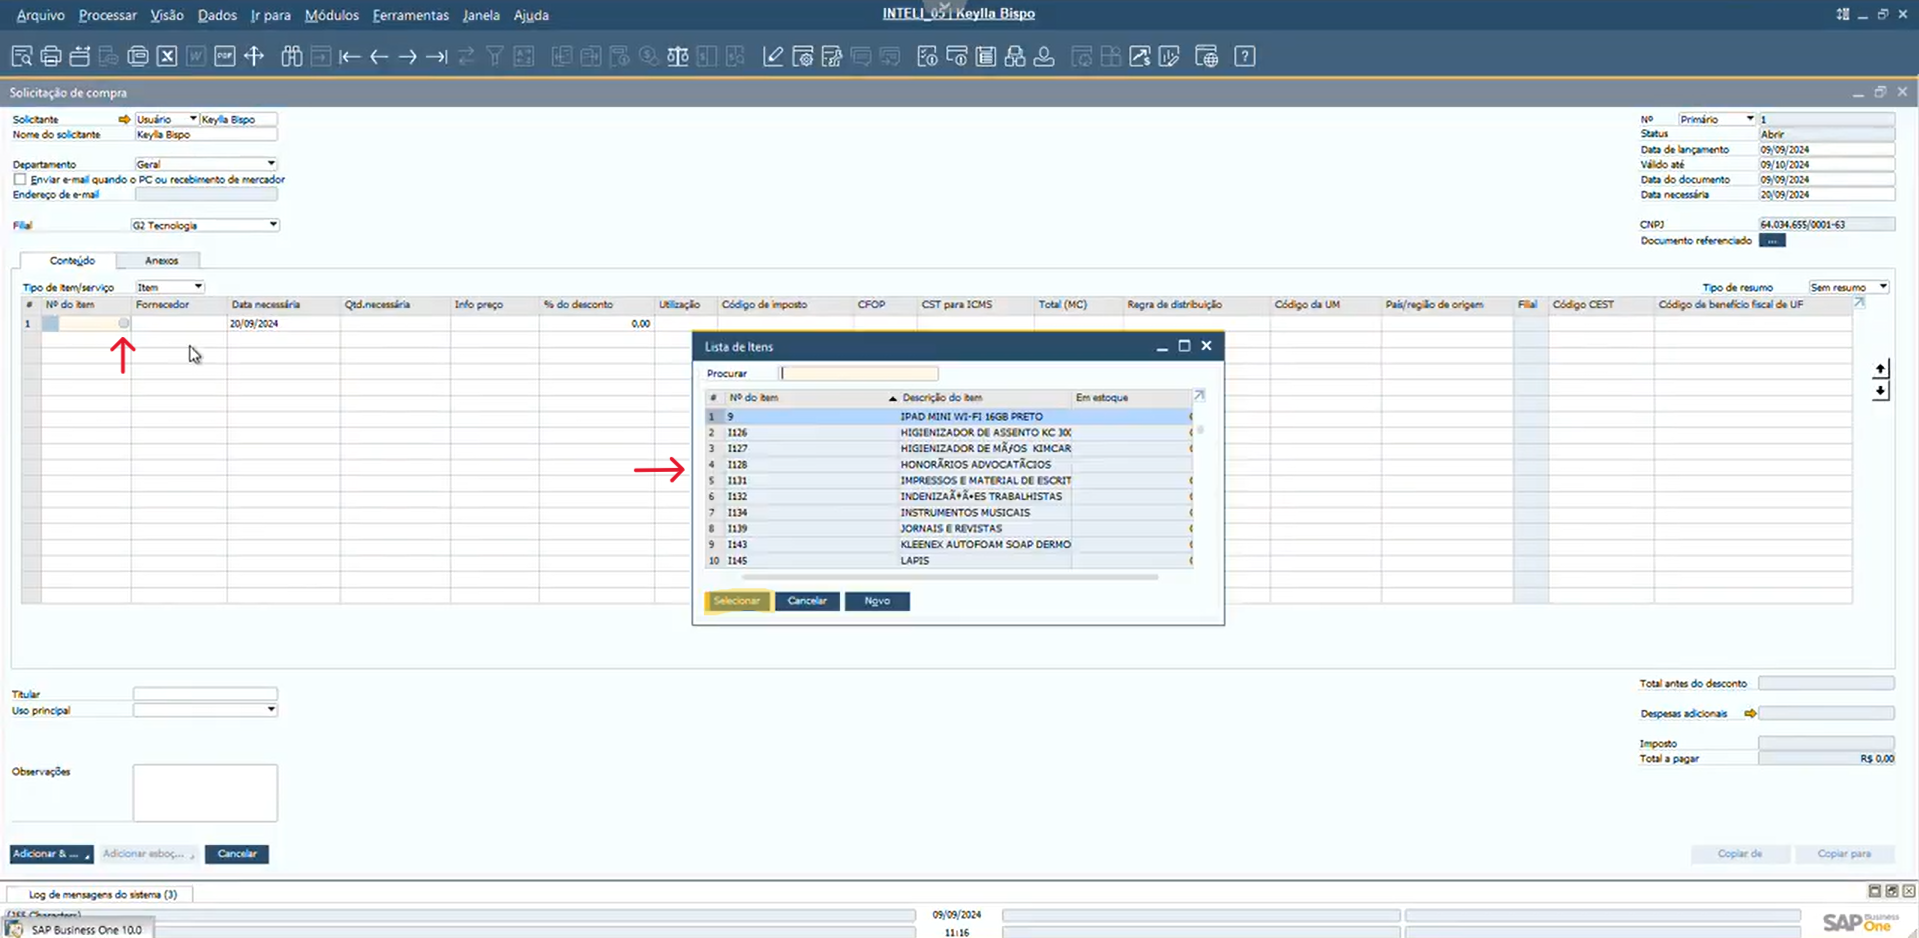 Arquivo Processar Visão Dados Ir para Módulos Ferramentas Janela Ajuda
INTELI_05 | Keylla Bispo
Solicitação de compra
Solicitante Usuário Keylla Bispo
Nome do solicitante Keylla Bispo
Departamento Geral
Enviar e-mail quando o PC ou recebimento de mercador
Endereço de e-mail
Filial G2 Tecnologia
Nº Primário 1
Status Abrir
Data de lançamento 09/09/2024
Válido até 09/10/2024
Data do documento 09/09/2024
Data necessária 20/09/2024
CNPJ 64.034.655/0001-63
Documento referenciado ...
Conteúdo Anexos
Tipo de item/serviço Item
Tipo de resumo Sem resumo
# Nº do item Fornecedor Data necessária Qtd.necessária Info preço % do desconto Utilização Código de imposto CFOP CST para ICMS Total (MC) Regra de distribuição Código da UM País/região de origem Filial Código CEST Código de benefício fiscal de UF
1 20/09/2024 0,00
Lista de Itens
Procurar
# Nº do item Descrição do item Em estoque
1 9 IPAD MINI WI-FI 16GB PRETO
2 I126 HIGIENIZADOR DE ASSENTO KC 300
3 I127 HIGIENIZADOR DE MÃƒOS KIMCAR
4 I128 HONORÃRIOS ADVOCATÃCIOS
5 I131 IMPRESSOS E MATERIAL DE ESCRIT
6 I132 INDENIZAÃ‡Ã•ES TRABALHISTAS
7 I134 INSTRUMENTOS MUSICAIS
8 I139 JORNAIS E REVISTAS
9 I143 KLEENEX AUTOFOAM SOAP DERMO
10 I145 LAPIS
Selecionar Cancelar Novo
Titular
Uso principal
Observações
Total antes do desconto
Despesas adicionais
Imposto
Total a pagar R$ 0,00
Adicionar & ... Adicionar esboç... Cancelar
Copiar de Copiar para
Log de mensagens do sistema (3)
09/09/2024
11:16
SAP Business One 10.0
SAP Business One